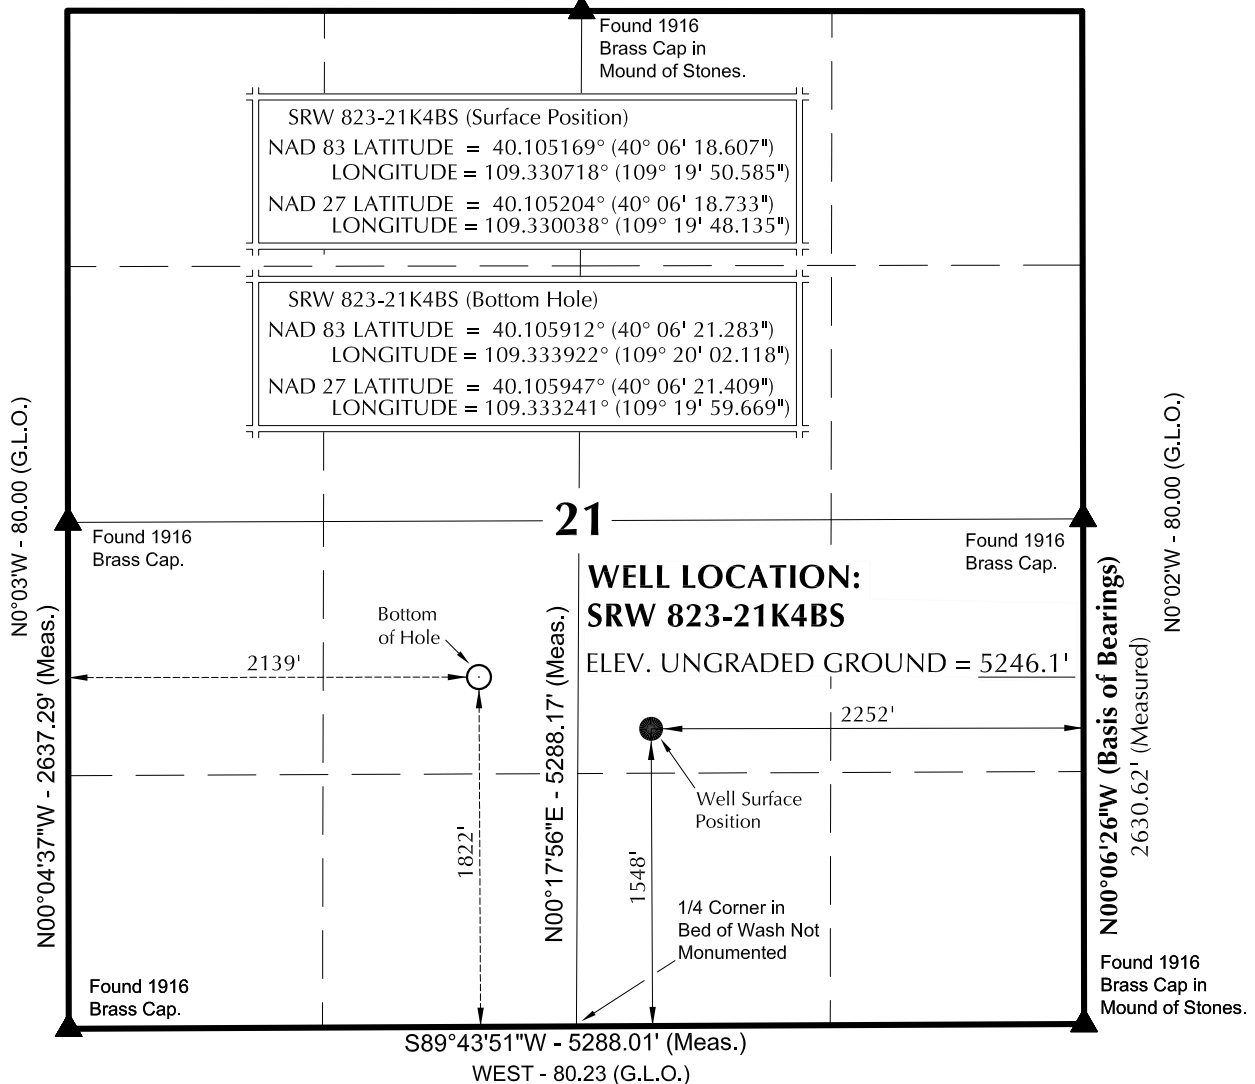 Found 1916
Brass Cap in
Mound of Stones.
SRW 823-21K4BS (Surface Position)
NAD 83 LATITUDE = 40.105169° (40° 06' 18.607")
LONGITUDE = 109.330718° (109° 19' 50.585")
NAD 27 LATITUDE = 40.105204° (40° 06' 18.733")
LONGITUDE = 109.330038° (109° 19' 48.135")
SRW 823-21K4BS (Bottom Hole)
NAD 83 LATITUDE = 40.105912° (40° 06' 21.283")
LONGITUDE = 109.333922° (109° 20' 02.118")
NAD 27 LATITUDE = 40.105947° (40° 06' 21.409")
LONGITUDE = 109.333241° (109° 19' 59.669")
N0°03'W - 80.00 (G.L.O.)
N0°02'W - 80.00 (G.L.O.)
21
Found 1916
Brass Cap.
Found 1916
Brass Cap.
WELL LOCATION:
SRW 823-21K4BS
ELEV. UNGRADED GROUND = 5246.1'
Bottom
of Hole
2139'
2252'
N00°04'37"W - 2637.29' (Meas.)
N00°17'56"E - 5288.17' (Meas.)
N00°06'26"W (Basis of Bearings)
2630.62' (Measured)
Well Surface
Position
1822'
1548'
1/4 Corner in
Bed of Wash Not
Monumented
Found 1916
Brass Cap.
Found 1916
Brass Cap in
Mound of Stones.
S89°43'51"W - 5288.01' (Meas.)
WEST - 80.23 (G.L.O.)